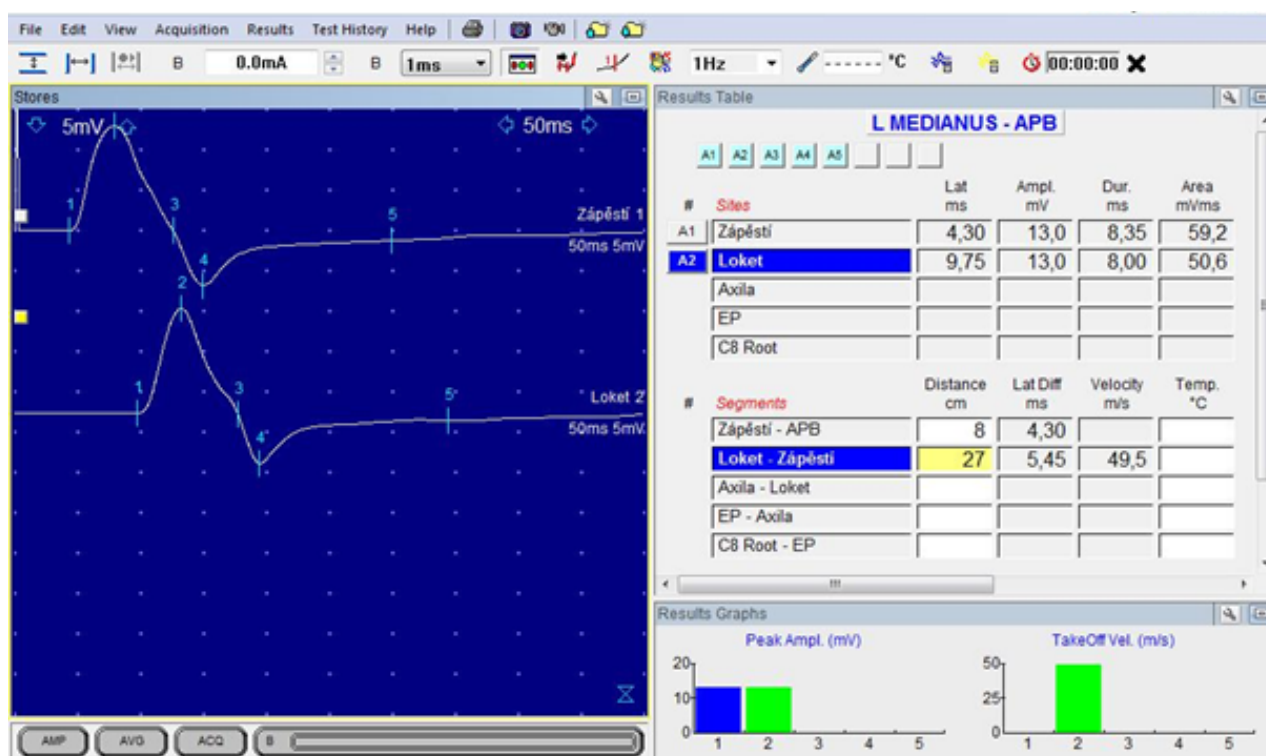 File Edit View Acquisition Results Test History Help
B 0.0mA B 1ms 1Hz ------ °C 00:00:00
Stores
5mV 50ms
1 3 5 Zápěstí 1
4 50ms 5mV
2
1 3 5 Loket 2
4 50ms 5mV
AMP AVG ACQ B
Results Table
L MEDIANUS - APB
A1 A2 A3 A4 A5
Lat Ampl. Dur. Area
# Sites ms mV ms mVms
A1 Zápěstí 4,30 13,0 8,35 59,2
A2 Loket 9,75 13,0 8,00 50,6
Axila
EP
C8 Root
Distance Lat Diff Velocity Temp.
# Segments cm ms m/s °C
Zápěstí - APB 8 4,30
Loket - Zápěstí 27 5,45 49,5
Axila - Loket
EP - Axila
C8 Root - EP
Results Graphs
Peak Ampl. (mV) TakeOff Vel. (m/s)
20 50
10 25
0 0
1 2 3 4 5 1 2 3 4 5